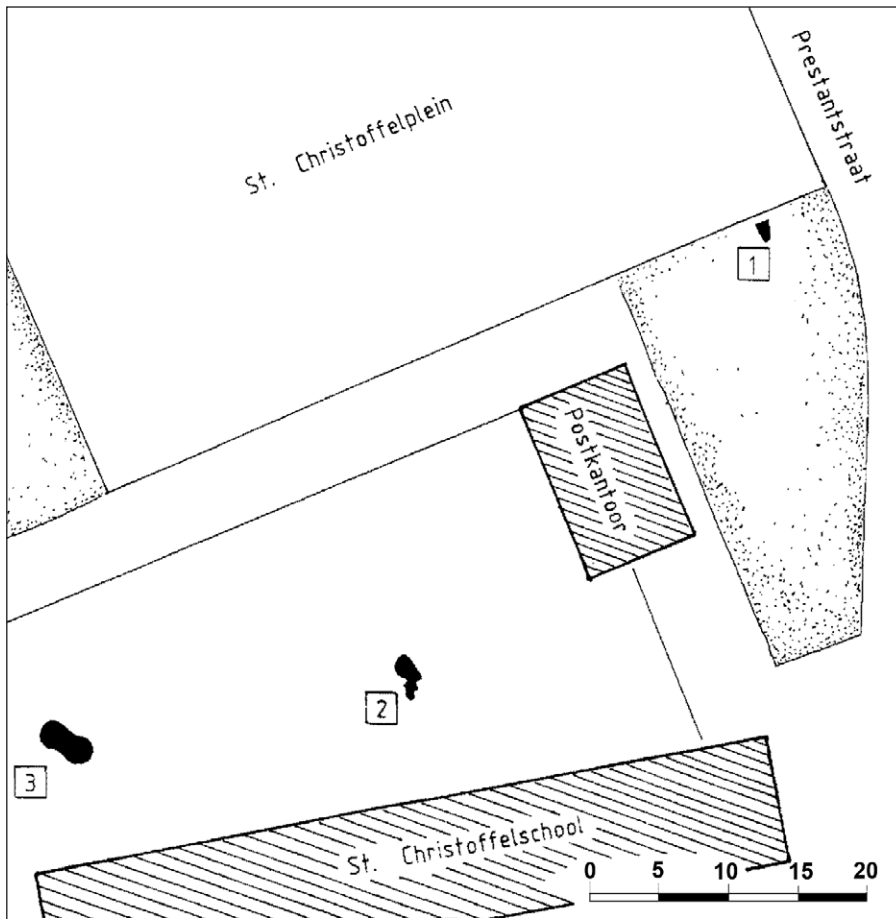 Prestantstraat
St. Christoffelplein
1
Postkantoor
2
3
St. Christoffelschool
0 5 10 15 20